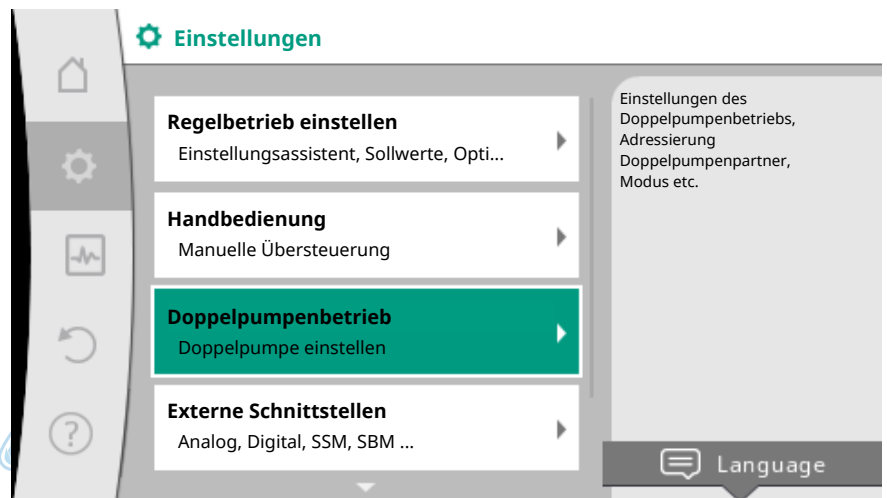 Einstellungen
Regelbetrieb einstellen
Einstellungsassistent, Sollwerte, Opti...
Handbedienung
Manuelle Übersteuerung
Doppelpumpenbetrieb
Doppelpumpe einstellen
Externe Schnittstellen
Analog, Digital, SSM, SBM ...
Einstellungen des
Doppelpumpenbetriebs,
Adressierung
Doppelpumpenpartner,
Modus etc.
Language